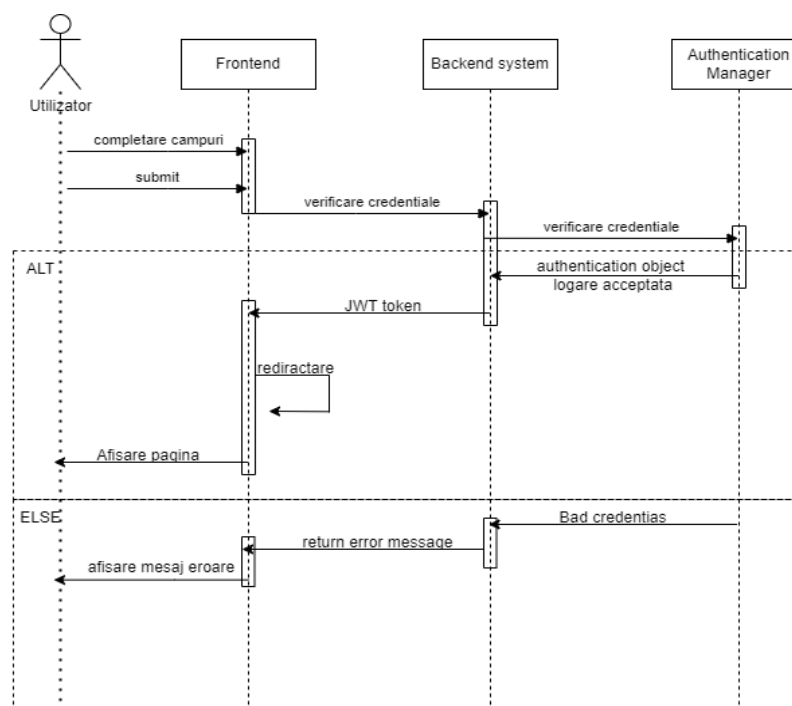 Utilizator
Frontend
Backend system
Authentication
Manager
completare campuri
submit
verificare credentiale
verificare credentiale
ALT
authentication object
logare acceptata
JWT token
rediractare
Afisare pagina
ELSE
Bad credentias
return error message
afisare mesaj eroare